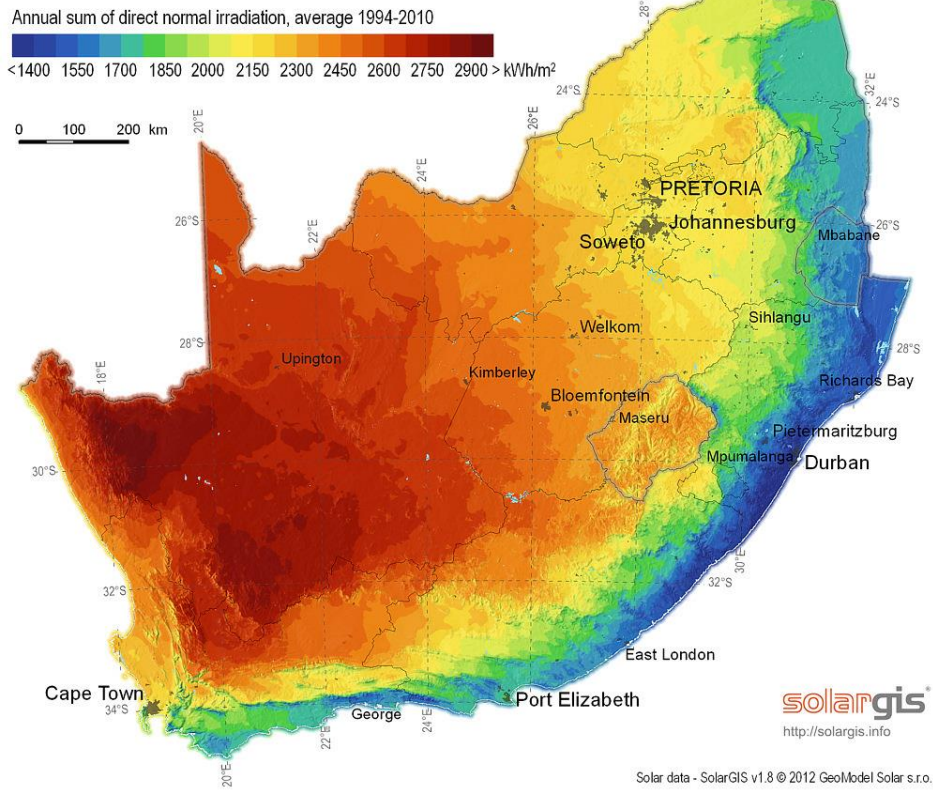 Annual sum of direct normal irradiation, average 1994-2010
<1400 1550 1700 1850 2000 2150 2300 2450 2600 2750 2900 > kWh/m²
0 100 200 km
28°
20°E
24°S
26°E
32°E
24°S
24°E
PRETORIA
26°S
22°E
Johannesburg
26°S
Soweto
Mbabane
Sihlangu
Welkom
28°S
28°S
18°E
Upington
Kimberley
Richards Bay
Bloemfontein
Maseru
Pietermaritzburg
Mpumalanga
Durban
30°S
30°E
32°S
32°S
East London
Cape Town
Port Elizabeth
34°S
George
22°E
24°E
20°E
solargis
http://solargis.info
Solar data - SolarGIS v1.8 © 2012 GeoModel Solar s.r.o.